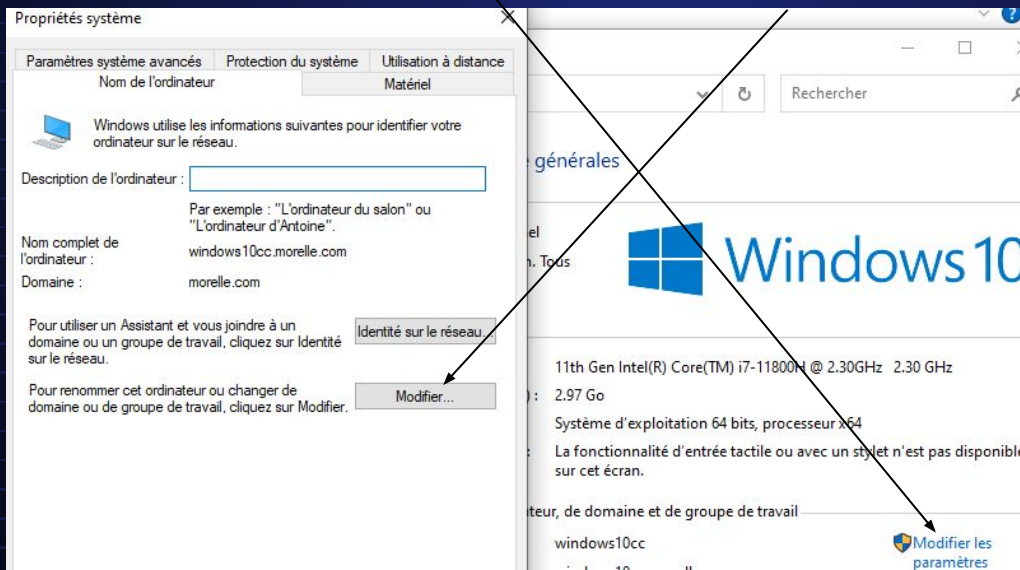 Propriétés système
Paramètres système avancés Protection du système Utilisation à distance
Nom de l'ordinateur Matériel
Windows utilise les informations suivantes pour identifier votre
ordinateur sur le réseau.
Description de l'ordinateur :
Par exemple : "L'ordinateur du salon" ou
"L'ordinateur d'Antoine".
Nom complet de
l'ordinateur :
windows10cc.morelle.com
Domaine : morelle.com
Pour utiliser un Assistant et vous joindre à un
domaine ou un groupe de travail, cliquez sur Identité
sur le réseau.
Identité sur le réseau...
Pour renommer cet ordinateur ou changer de
domaine ou de groupe de travail, cliquez sur Modifier.
Modifier...
Rechercher
générales
el
n. Tous
Windows 10
11th Gen Intel(R) Core(TM) i7-11800H @ 2.30GHz 2.30 GHz
) : 2.97 Go
Système d'exploitation 64 bits, processeur x64
: La fonctionnalité d'entrée tactile ou avec un stylet n'est pas disponible
sur cet écran.
teur, de domaine et de groupe de travail
windows10cc
Modifier les
paramètres